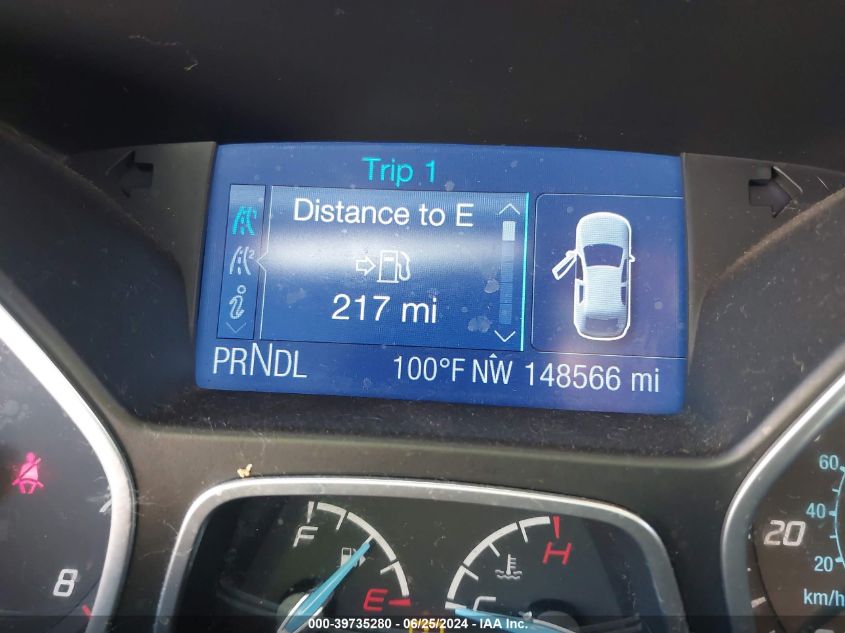 Trip 1
Distance to E
217 mi
PRNDL 100°F NW 148566 mi
F E
C H
8
60
40
20
20
km/h
000-39735280 - 06/25/2024 - IAA Inc.